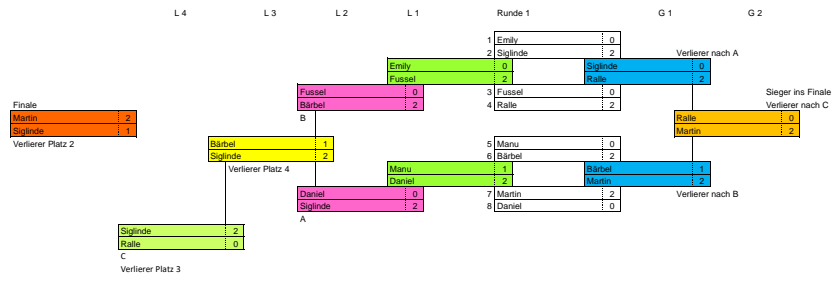 L 4 L 3 L 2 L 1 Runde 1 G 1 G 2
1 Emily 0
2 Siglinde 2 Verlierer nach A
Emily 0 Siglinde 0
Fussel 2 Ralle 2
Fussel 0 3 Fussel 0 Sieger ins Finale
Finale Bärbel 2 4 Ralle 2 Verlierer nach C
Martin 2 B Ralle 0
Siglinde 1 Martin 2
Verlierer Platz 2 Bärbel 1 5 Manu 0
Siglinde 2 6 Bärbel 2
Verlierer Platz 4 Manu 1 Bärbel 1
Daniel 2 Martin 2
Daniel 0 7 Martin 2 Verlierer nach B
Siglinde 2 8 Daniel 0
A
Siglinde 2
Ralle 0
C
Verlierer Platz 3